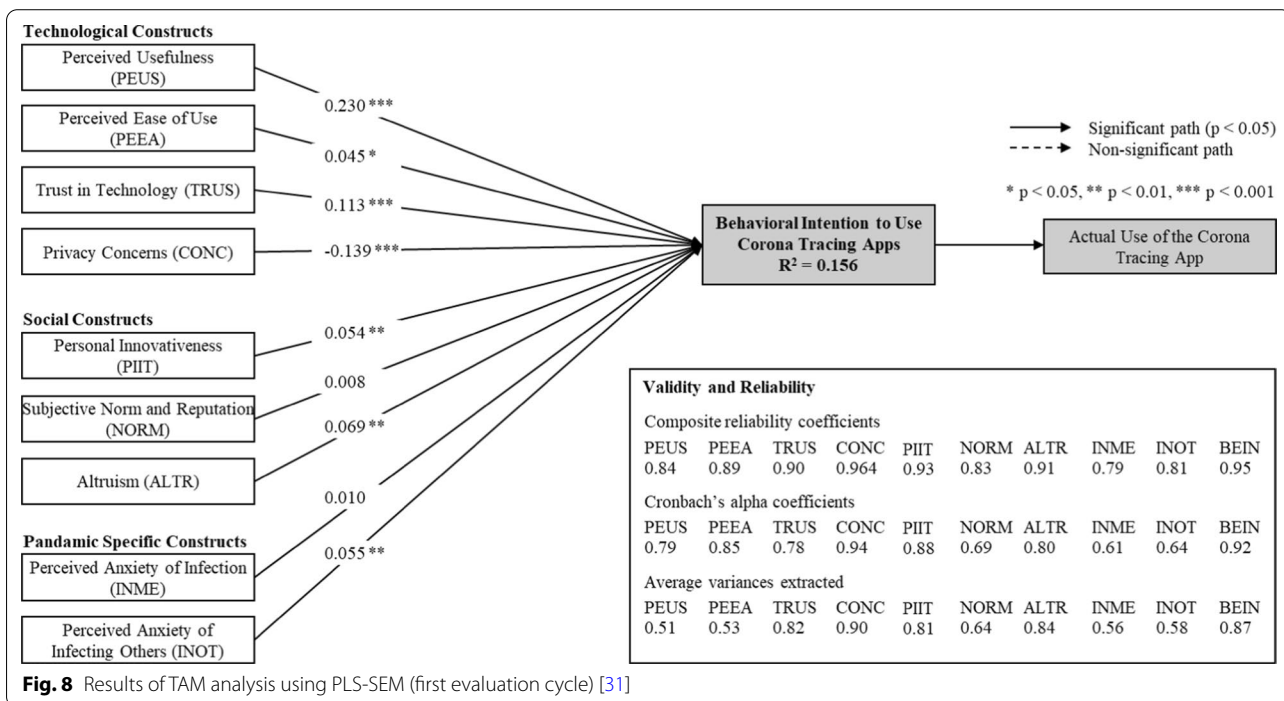 Technological Constructs
Perceived Usefulness
(PEUS)
0.230 ***
Perceived Ease of Use
(PEEA)
0.045 *
Trust in Technology (TRUS)
0.113 ***
Privacy Concerns (CONC)
-0.139 ***
Social Constructs
Personal Innovativeness
(PIIT)
0.054 **
Subjective Norm and Reputation
(NORM)
0.008
Altruism (ALTR)
0.069 **
Pandamic Specific Constructs
Perceived Anxiety of Infection
(INME)
0.010
Perceived Anxiety of
Infecting Others (INOT)
0.055 **
Behavioral Intention to Use
Corona Tracing Apps
R² = 0.156
Significant path (p < 0.05)
Non-significant path
* p < 0.05, ** p < 0.01, *** p < 0.001
Actual Use of the Corona
Tracing App
Validity and Reliability
Composite reliability coefficients
PEUS PEEA TRUS CONC PIIT NORM ALTR INME INOT BEIN
0.84 0.89 0.90 0.964 0.93 0.83 0.91 0.79 0.81 0.95
Cronbach's alpha coefficients
PEUS PEEA TRUS CONC PIIT NORM ALTR INME INOT BEIN
0.79 0.85 0.78 0.94 0.88 0.69 0.80 0.61 0.64 0.92
Average variances extracted
PEUS PEEA TRUS CONC PIIT NORM ALTR INME INOT BEIN
0.51 0.53 0.82 0.90 0.81 0.64 0.84 0.56 0.58 0.87
Fig. 8 Results of TAM analysis using PLS-SEM (first evaluation cycle) [31]